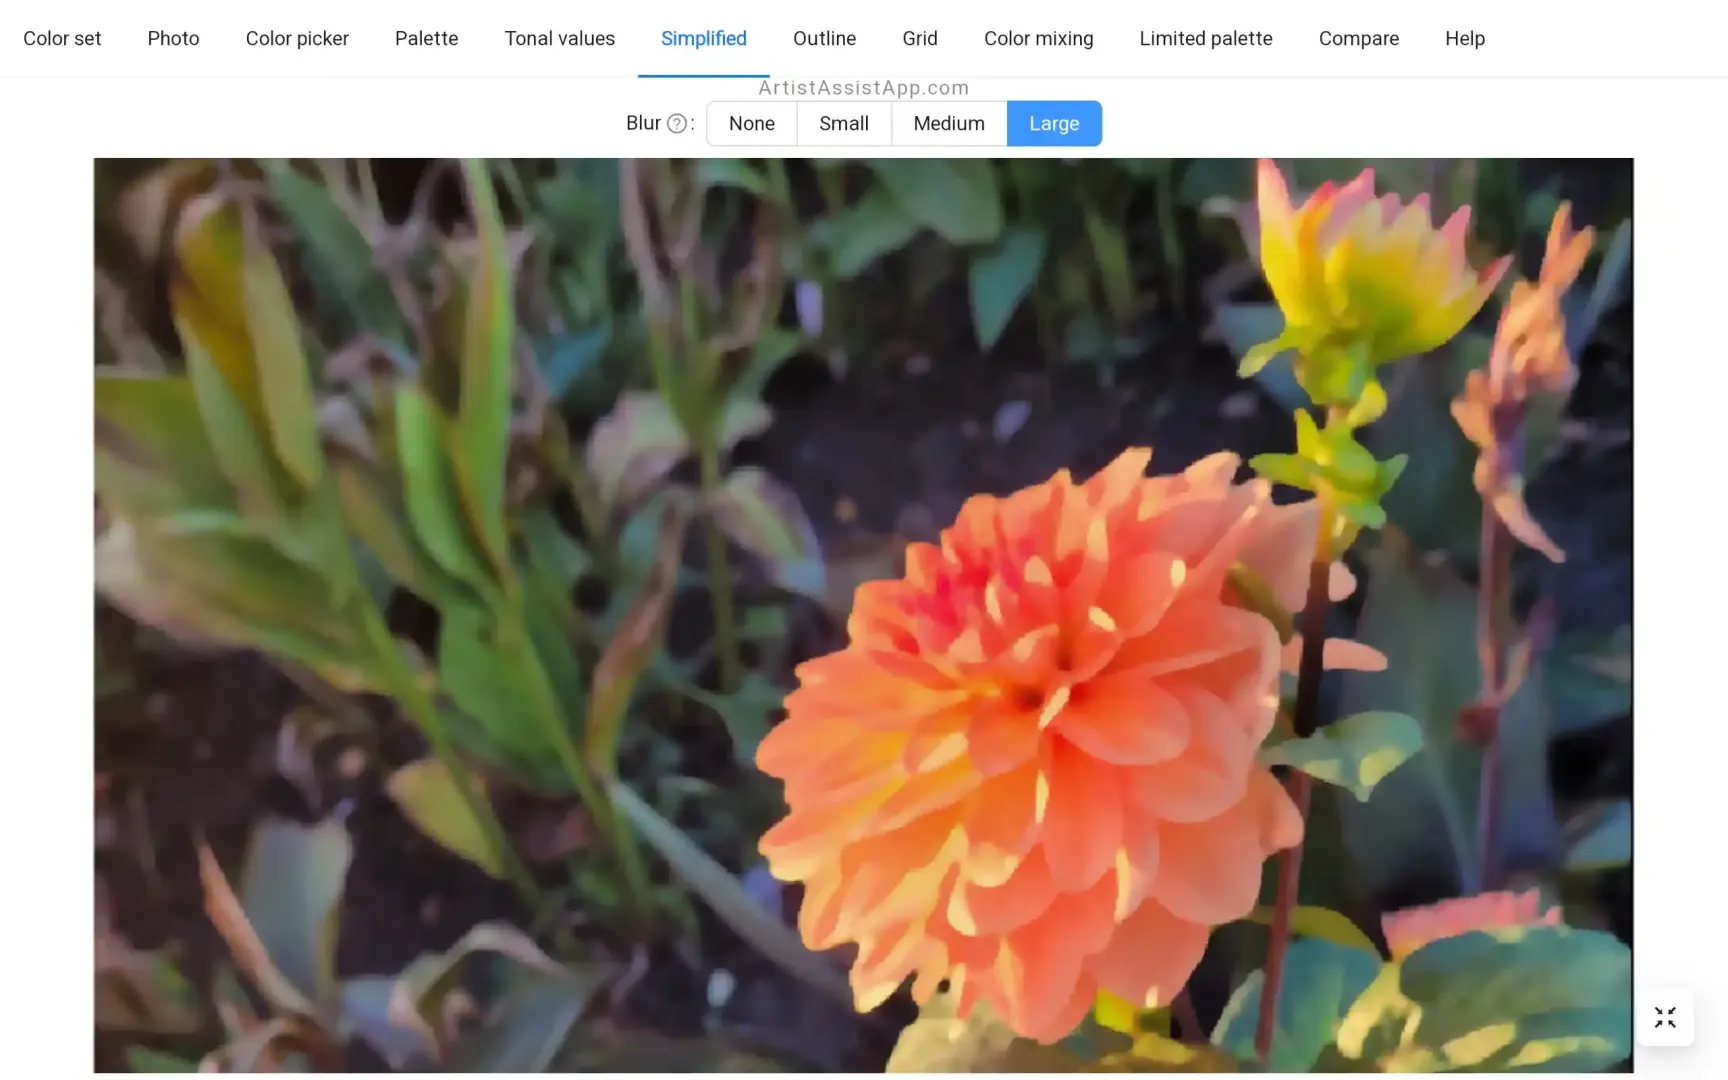 Color set Photo Color picker Palette Tonal values Simplified Outline Grid Color mixing Limited palette Compare Help
ArtistAssistApp.com
Blur ? : None Small Medium Large